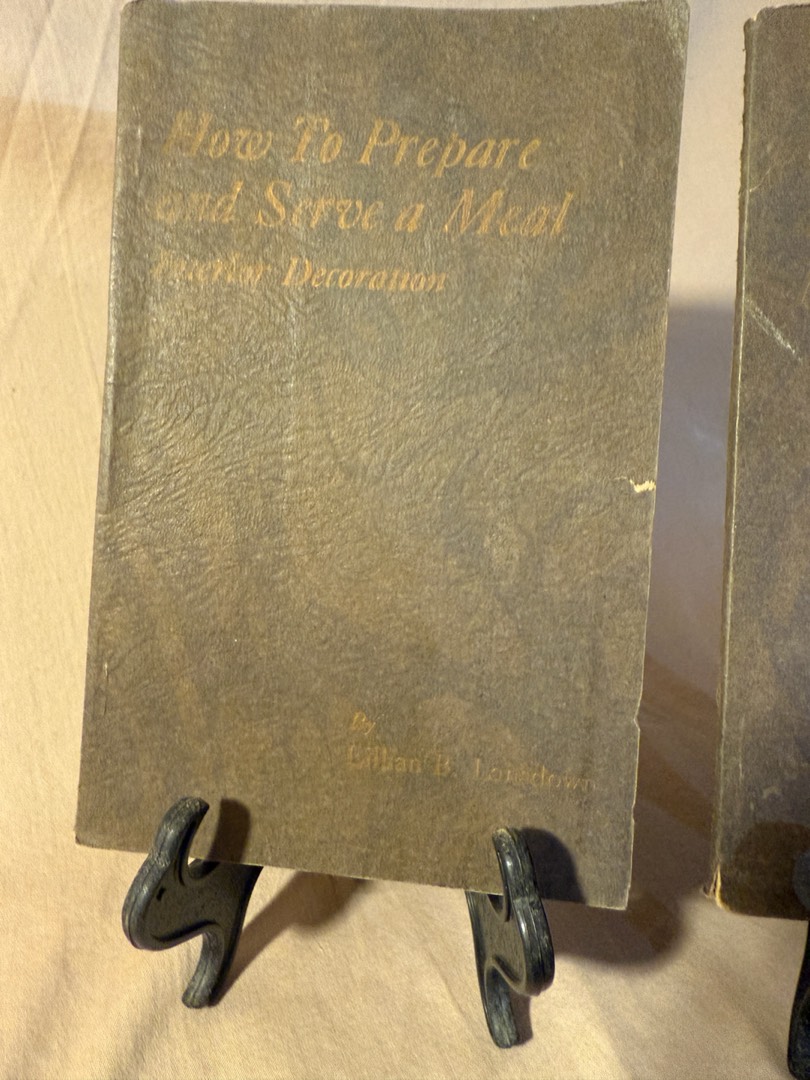 How To Prepare
and Serve a Meal
Interior Decoration
By
Lillian B. Lansdown